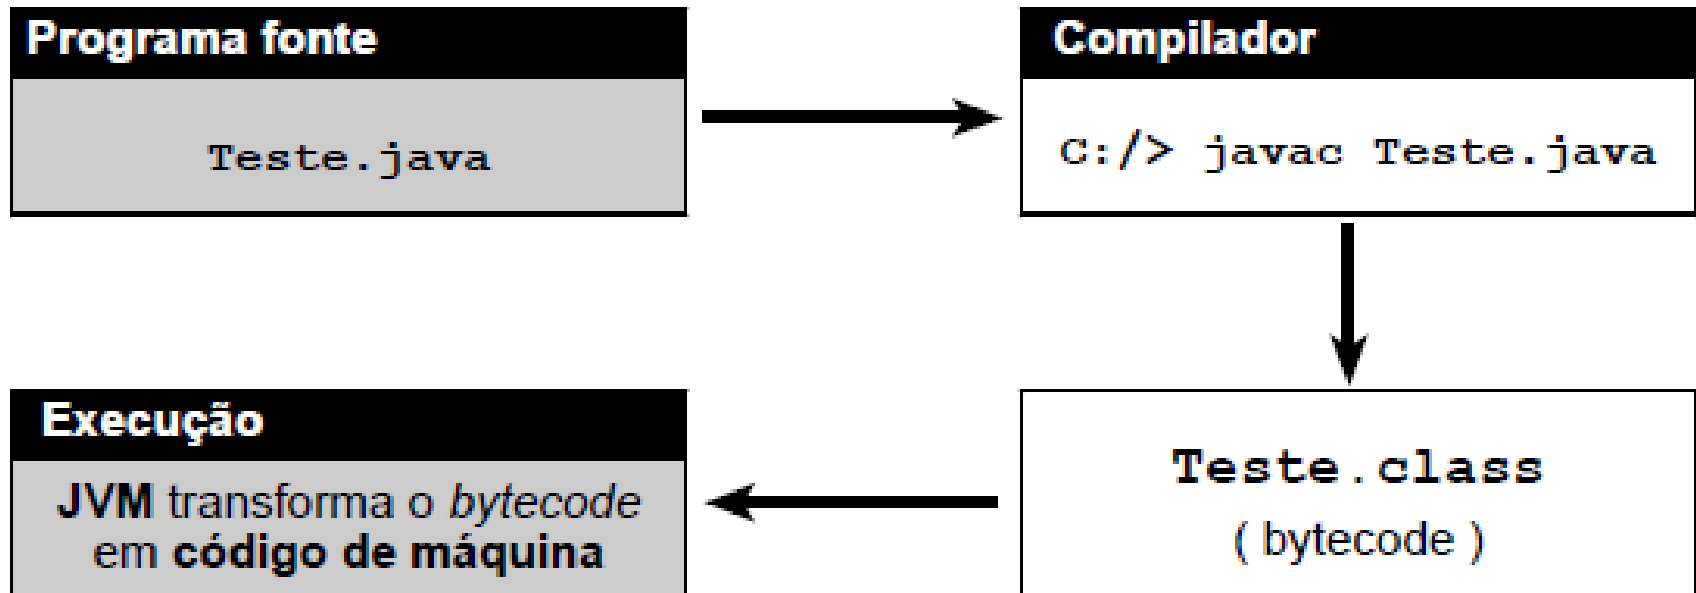 Programa fonte
Teste.java
Compilador
C:/> javac Teste.java
Teste.class
( bytecode )
Execução
JVM transforma o bytecode
em código de máquina